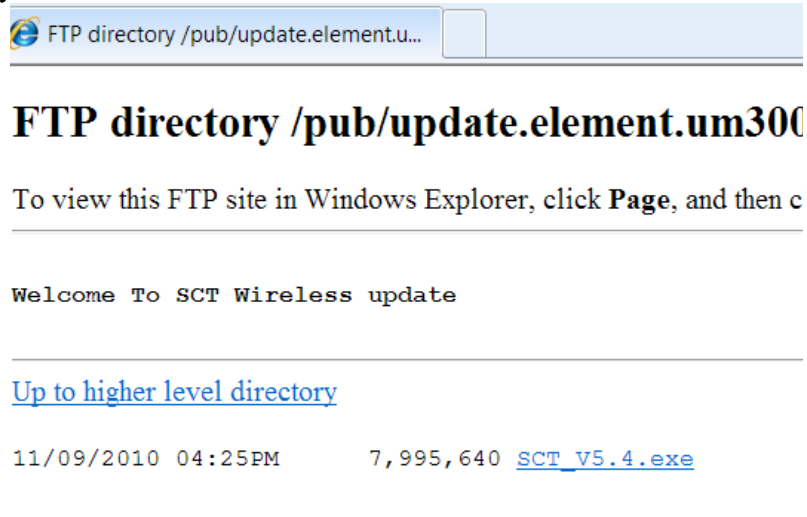 FTP directory /pub/update.element.u...
FTP directory /pub/update.element.um300
To view this FTP site in Windows Explorer, click Page, and then c
Welcome To SCT Wireless update
Up to higher level directory
11/09/2010 04:25PM 7,995,640 SCT_V5.4.exe